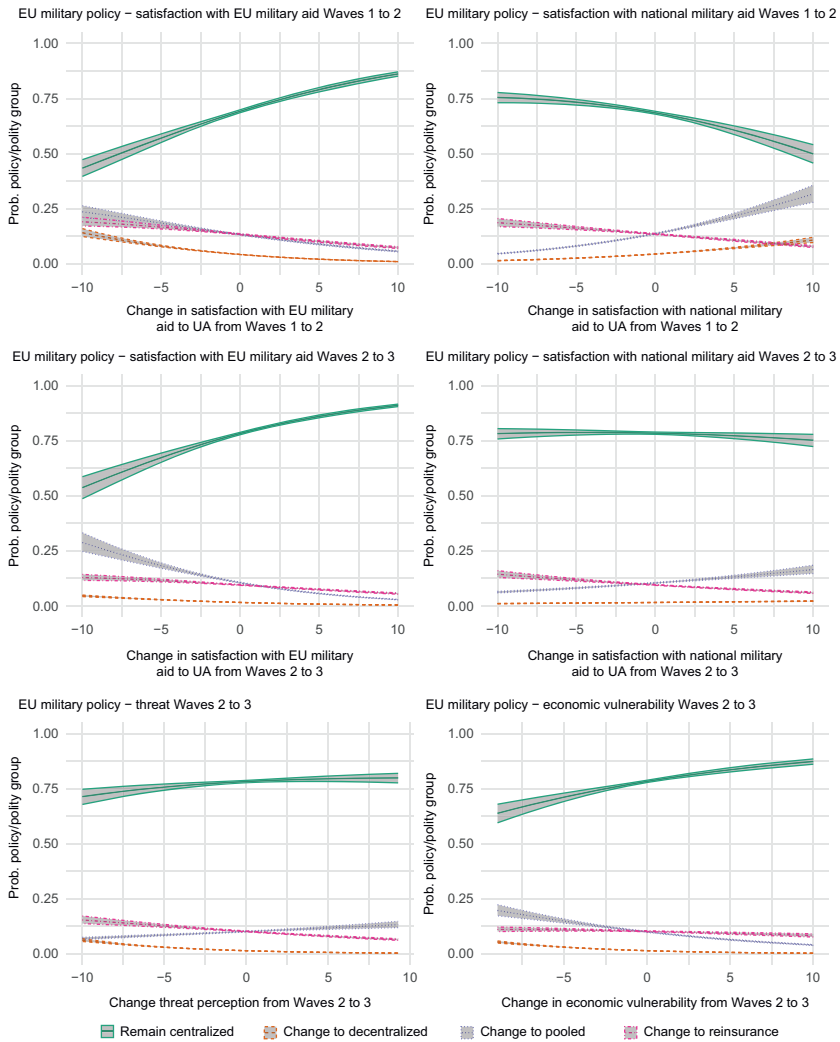 EU military policy − satisfaction with EU military aid Waves 1 to 2
1.00
0.75
0.50
0.25
0.00
Prob. policy/polity group
−10 −5 0 5 10
Change in satisfaction with EU military
aid to UA from Waves 1 to 2
EU military policy − satisfaction with national military aid Waves 1 to 2
1.00
0.75
0.50
0.25
0.00
Prob. policy/polity group
−10 −5 0 5 10
Change in satisfaction with national military
aid to UA from Waves 1 to 2
EU military policy − satisfaction with EU military aid Waves 2 to 3
1.00
0.75
0.50
0.25
0.00
Prob. policy/polity group
−10 −5 0 5 10
Change in satisfaction with EU military
aid to UA from Waves 2 to 3
EU military policy − satisfaction with national military aid Waves 2 to 3
1.00
0.75
0.50
0.25
0.00
Prob. policy/polity group
−10 −5 0 5 10
Change in satisfaction with national military
aid to UA from Waves 2 to 3
EU military policy − threat Waves 2 to 3
1.00
0.75
0.50
0.25
0.00
Prob. policy/polity group
−10 −5 0 5 10
Change threat perception from Waves 2 to 3
EU military policy − economic vulnerability Waves 2 to 3
1.00
0.75
0.50
0.25
0.00
Prob. policy/polity group
−5 0 5 10
Change in economic vulnerability from Waves 2 to 3
Remain centralized Change to decentralized Change to pooled Change to reinsurance